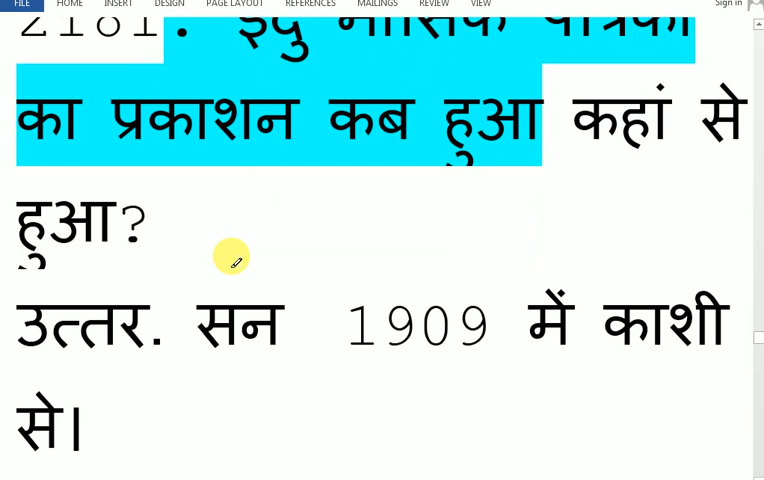 FILE HOME INSERT DESIGN PAGE LAYOUT REFERENCES MAILINGS REVIEW VIEW Sign in
2181. इंदु मासिक पत्रिका
का प्रकाशन कब हुआ कहां से
हुआ?
उत्तर. सन 1909 में काशी
से।